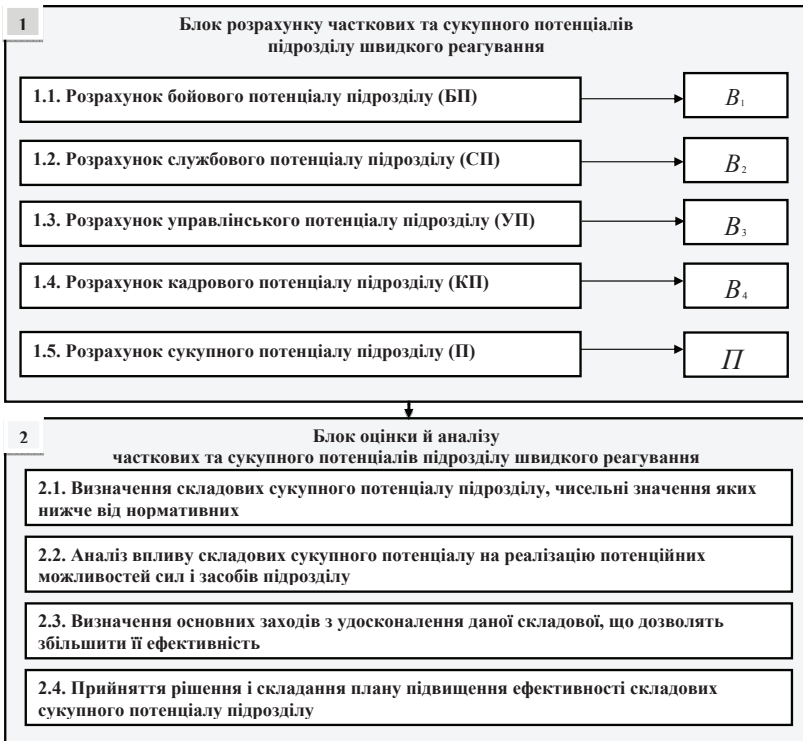 1
Блок розрахунку часткових та сукупного потенціалів
підрозділу швидкого реагування
1.1. Розрахунок бойового потенціалу підрозділу (БП)
B₁
1.2. Розрахунок службового потенціалу підрозділу (СП)
B₂
1.3. Розрахунок управлінського потенціалу підрозділу (УП)
B₃
1.4. Розрахунок кадрового потенціалу підрозділу (КП)
B₄
1.5. Розрахунок сукупного потенціалу підрозділу (П)
П
2
Блок оцінки й аналізу
часткових та сукупного потенціалів підрозділу швидкого реагування
2.1. Визначення складових сукупного потенціалу підрозділу, чисельні значення яких
нижче від нормативних
2.2. Аналіз впливу складових сукупного потенціалу на реалізацію потенційних
можливостей сил і засобів підрозділу
2.3. Визначення основних заходів з удосконалення даної складової, що дозволять
збільшити її ефективність
2.4. Прийняття рішення і складання плану підвищення ефективності складових
сукупного потенціалу підрозділу